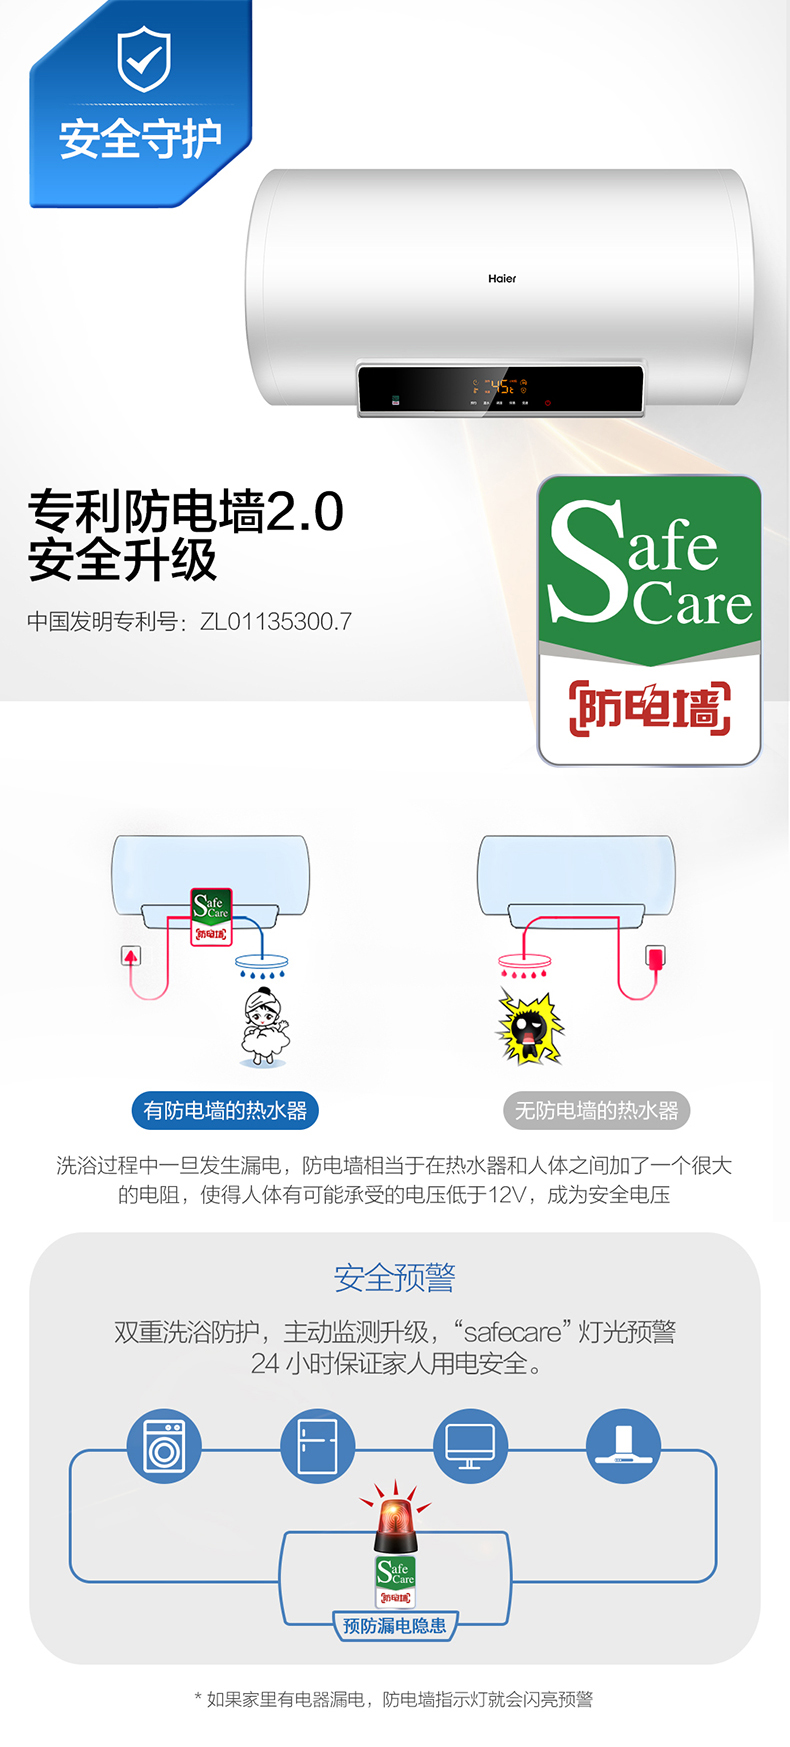 安全守护
Haier
45℃
专利防电墙2.0
安全升级
中国发明专利号：ZL01135300.7
Safe
Care
防电墙
Safe
Care
防电墙
有防电墙的热水器
无防电墙的热水器
洗浴过程中一旦发生漏电，防电墙相当于在热水器和人体之间加了一个很大
的电阻，使得人体有可能承受的电压低于12V，成为安全电压
安全预警
双重洗浴防护，主动监测升级，“safecare” 灯光预警
24 小时保证家人用电安全。
Safe
Care
防电墙
预防漏电隐患
* 如果家里有电器漏电，防电墙指示灯就会闪亮预警